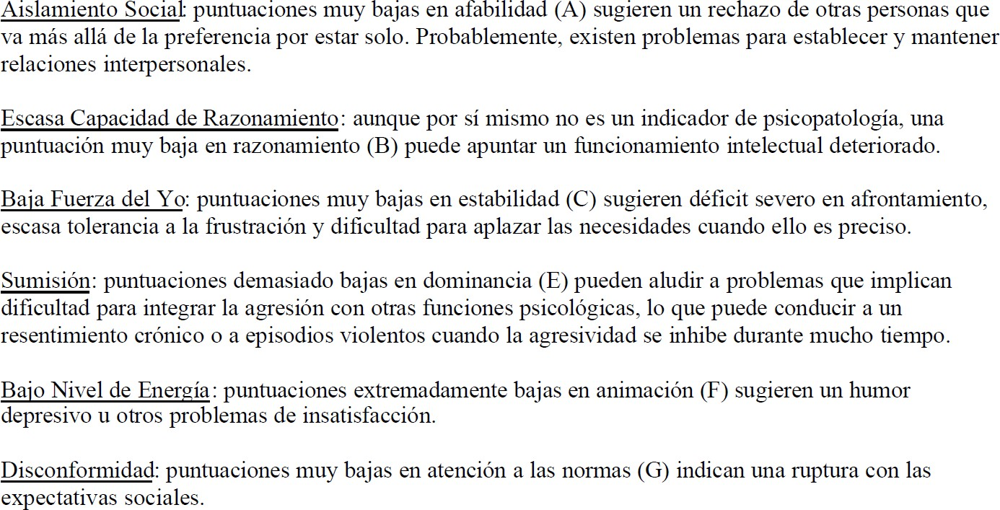 Aislamiento Social: puntuaciones muy bajas en afabilidad (A) sugieren un rechazo de otras personas que
va más allá de la preferencia por estar solo. Probablemente, existen problemas para establecer y mantener
relaciones interpersonales.
Escasa Capacidad de Razonamiento: aunque por sí mismo no es un indicador de psicopatología, una
puntuación muy baja en razonamiento (B) puede apuntar un funcionamiento intelectual deteriorado.
Baja Fuerza del Yo: puntuaciones muy bajas en estabilidad (C) sugieren déficit severo en afrontamiento,
escasa tolerancia a la frustración y dificultad para aplazar las necesidades cuando ello es preciso.
Sumisión: puntuaciones demasiado bajas en dominancia (E) pueden aludir a problemas que implican
dificultad para integrar la agresión con otras funciones psicológicas, lo que puede conducir a un
resentimiento crónico o a episodios violentos cuando la agresividad se inhibe durante mucho tiempo.
Bajo Nivel de Energía: puntuaciones extremadamente bajas en animación (F) sugieren un humor
depresivo u otros problemas de insatisfacción.
Disconformidad: puntuaciones muy bajas en atención a las normas (G) indican una ruptura con las
expectativas sociales.